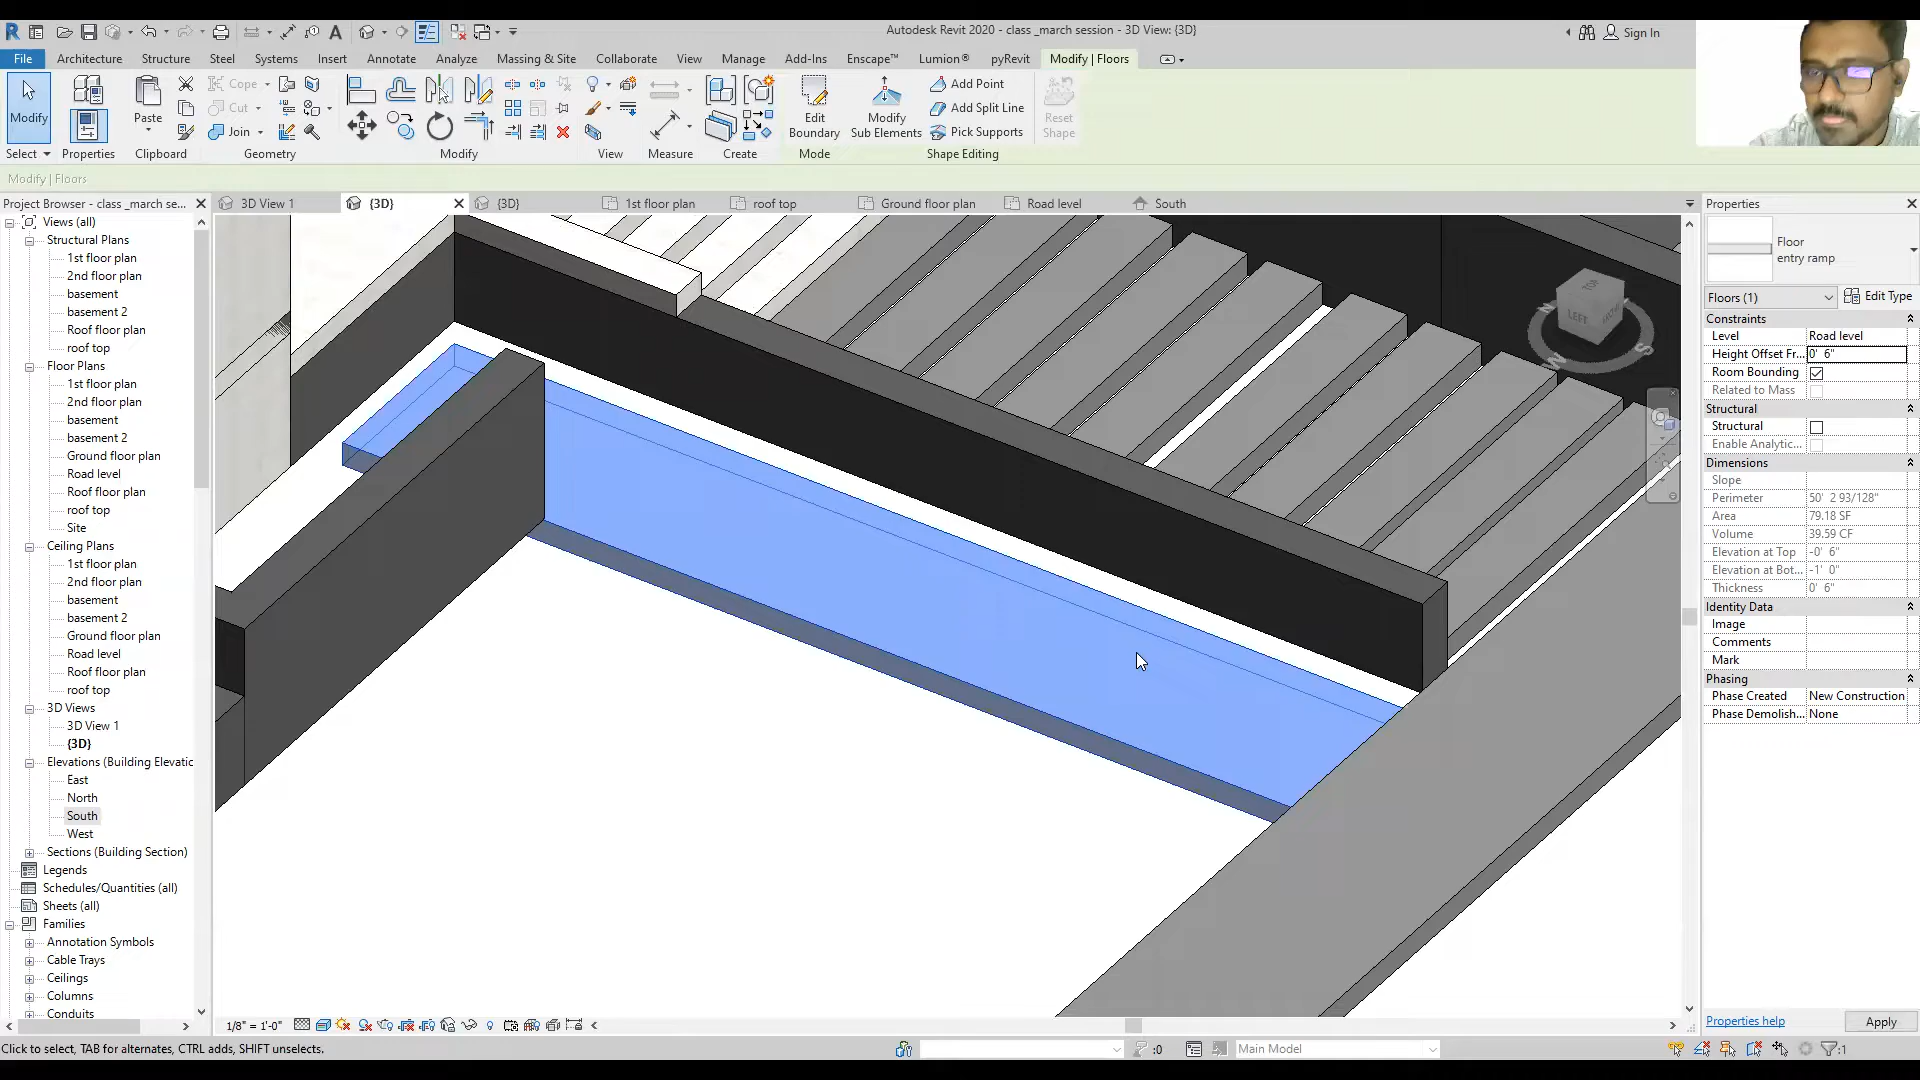 Autodesk Revit 2020 - class _march session - 3D View: {3D}
Sign In
File Architecture Structure Steel Systems Insert Annotate Analyze Massing & Site Collaborate View Manage Add-Ins Enscape™ Lumion® pyRevit Modify | Floors
Modify
Select
Properties
Paste
Clipboard
Cope
Cut
Join
Geometry
Modify
View
Measure
Create
Edit Boundary
Mode
Modify Sub Elements
Add Point
Add Split Line
Pick Supports
Shape Editing
Reset Shape
Modify | Floors
Project Browser - class _march se...
3D View 1
{3D}
{3D}
1st floor plan
roof top
Ground floor plan
Road level
South
Views (all)
Structural Plans
1st floor plan
2nd floor plan
basement
basement 2
Roof floor plan
roof top
Floor Plans
1st floor plan
2nd floor plan
basement
basement 2
Ground floor plan
Road level
Roof floor plan
roof top
Site
Ceiling Plans
1st floor plan
2nd floor plan
basement
basement 2
Ground floor plan
Road level
Roof floor plan
roof top
3D Views
3D View 1
{3D}
Elevations (Building Elevatic
East
North
South
West
Sections (Building Section)
Legends
Schedules/Quantities (all)
Sheets (all)
Families
Annotation Symbols
Cable Trays
Ceilings
Columns
Conduits
TOP
LEFT
N
S
W
Properties
Floor
entry ramp
Floors (1)
Edit Type
Constraints
Level Road level
Height Offset Fr... 0' 6"
Room Bounding
Related to Mass
Structural
Structural
Enable Analytic...
Dimensions
Slope
Perimeter 50' 2 93/128"
Area 79.18 SF
Volume 39.59 CF
Elevation at Top -0' 6"
Elevation at Bot... -1' 0"
Thickness 0' 6"
Identity Data
Image
Comments
Mark
Phasing
Phase Created New Construction
Phase Demolish... None
Properties help
Apply
1/8" = 1'-0"
Click to select, TAB for alternates, CTRL adds, SHIFT unselects.
:0
Main Model
:1